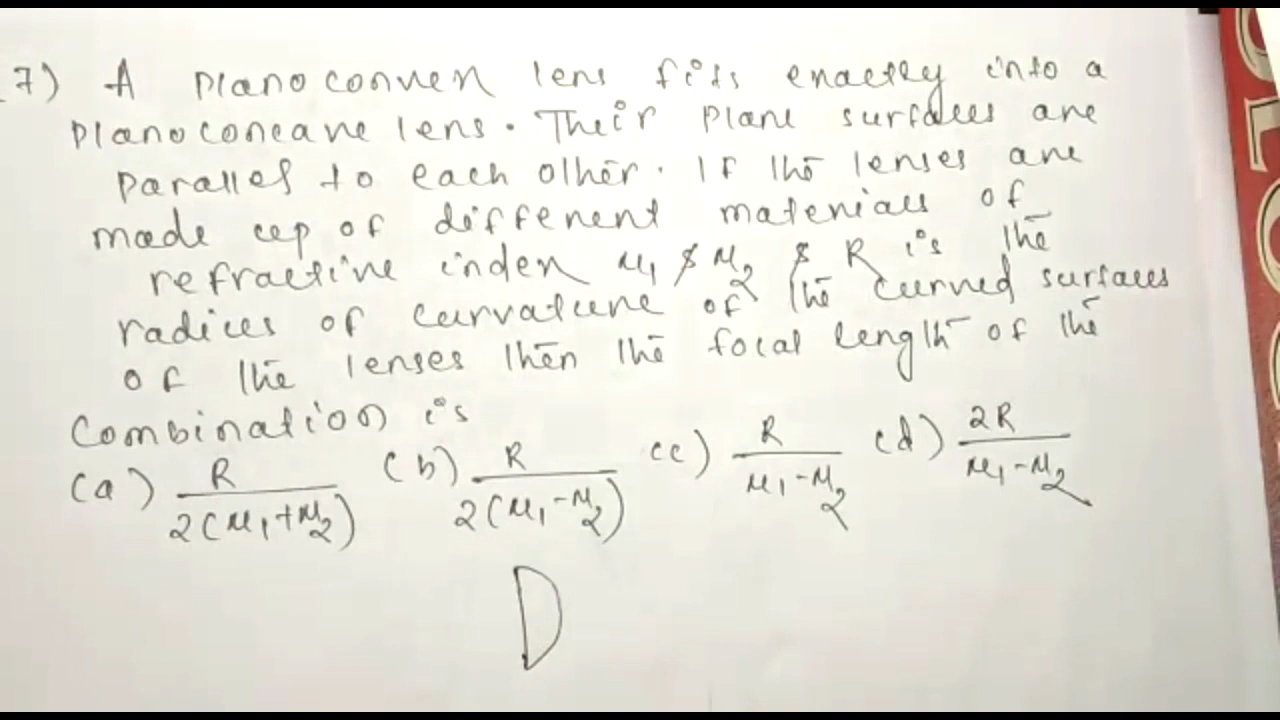 7) A plano convex lens fits exactly into a
planoconcave lens. Their plane surfaces are
parallel to each other. If the lenses are
made up of different materials of
refractive index μ₁ & μ₂ & R is the
radius of curvature of the curved surfaces
of the lenses then the focal length of the
combination is
(a) R / 2(μ₁+μ₂) (b) R / 2(μ₁-μ₂) (c) R / μ₁-μ₂ (d) 2R / μ₁-μ₂